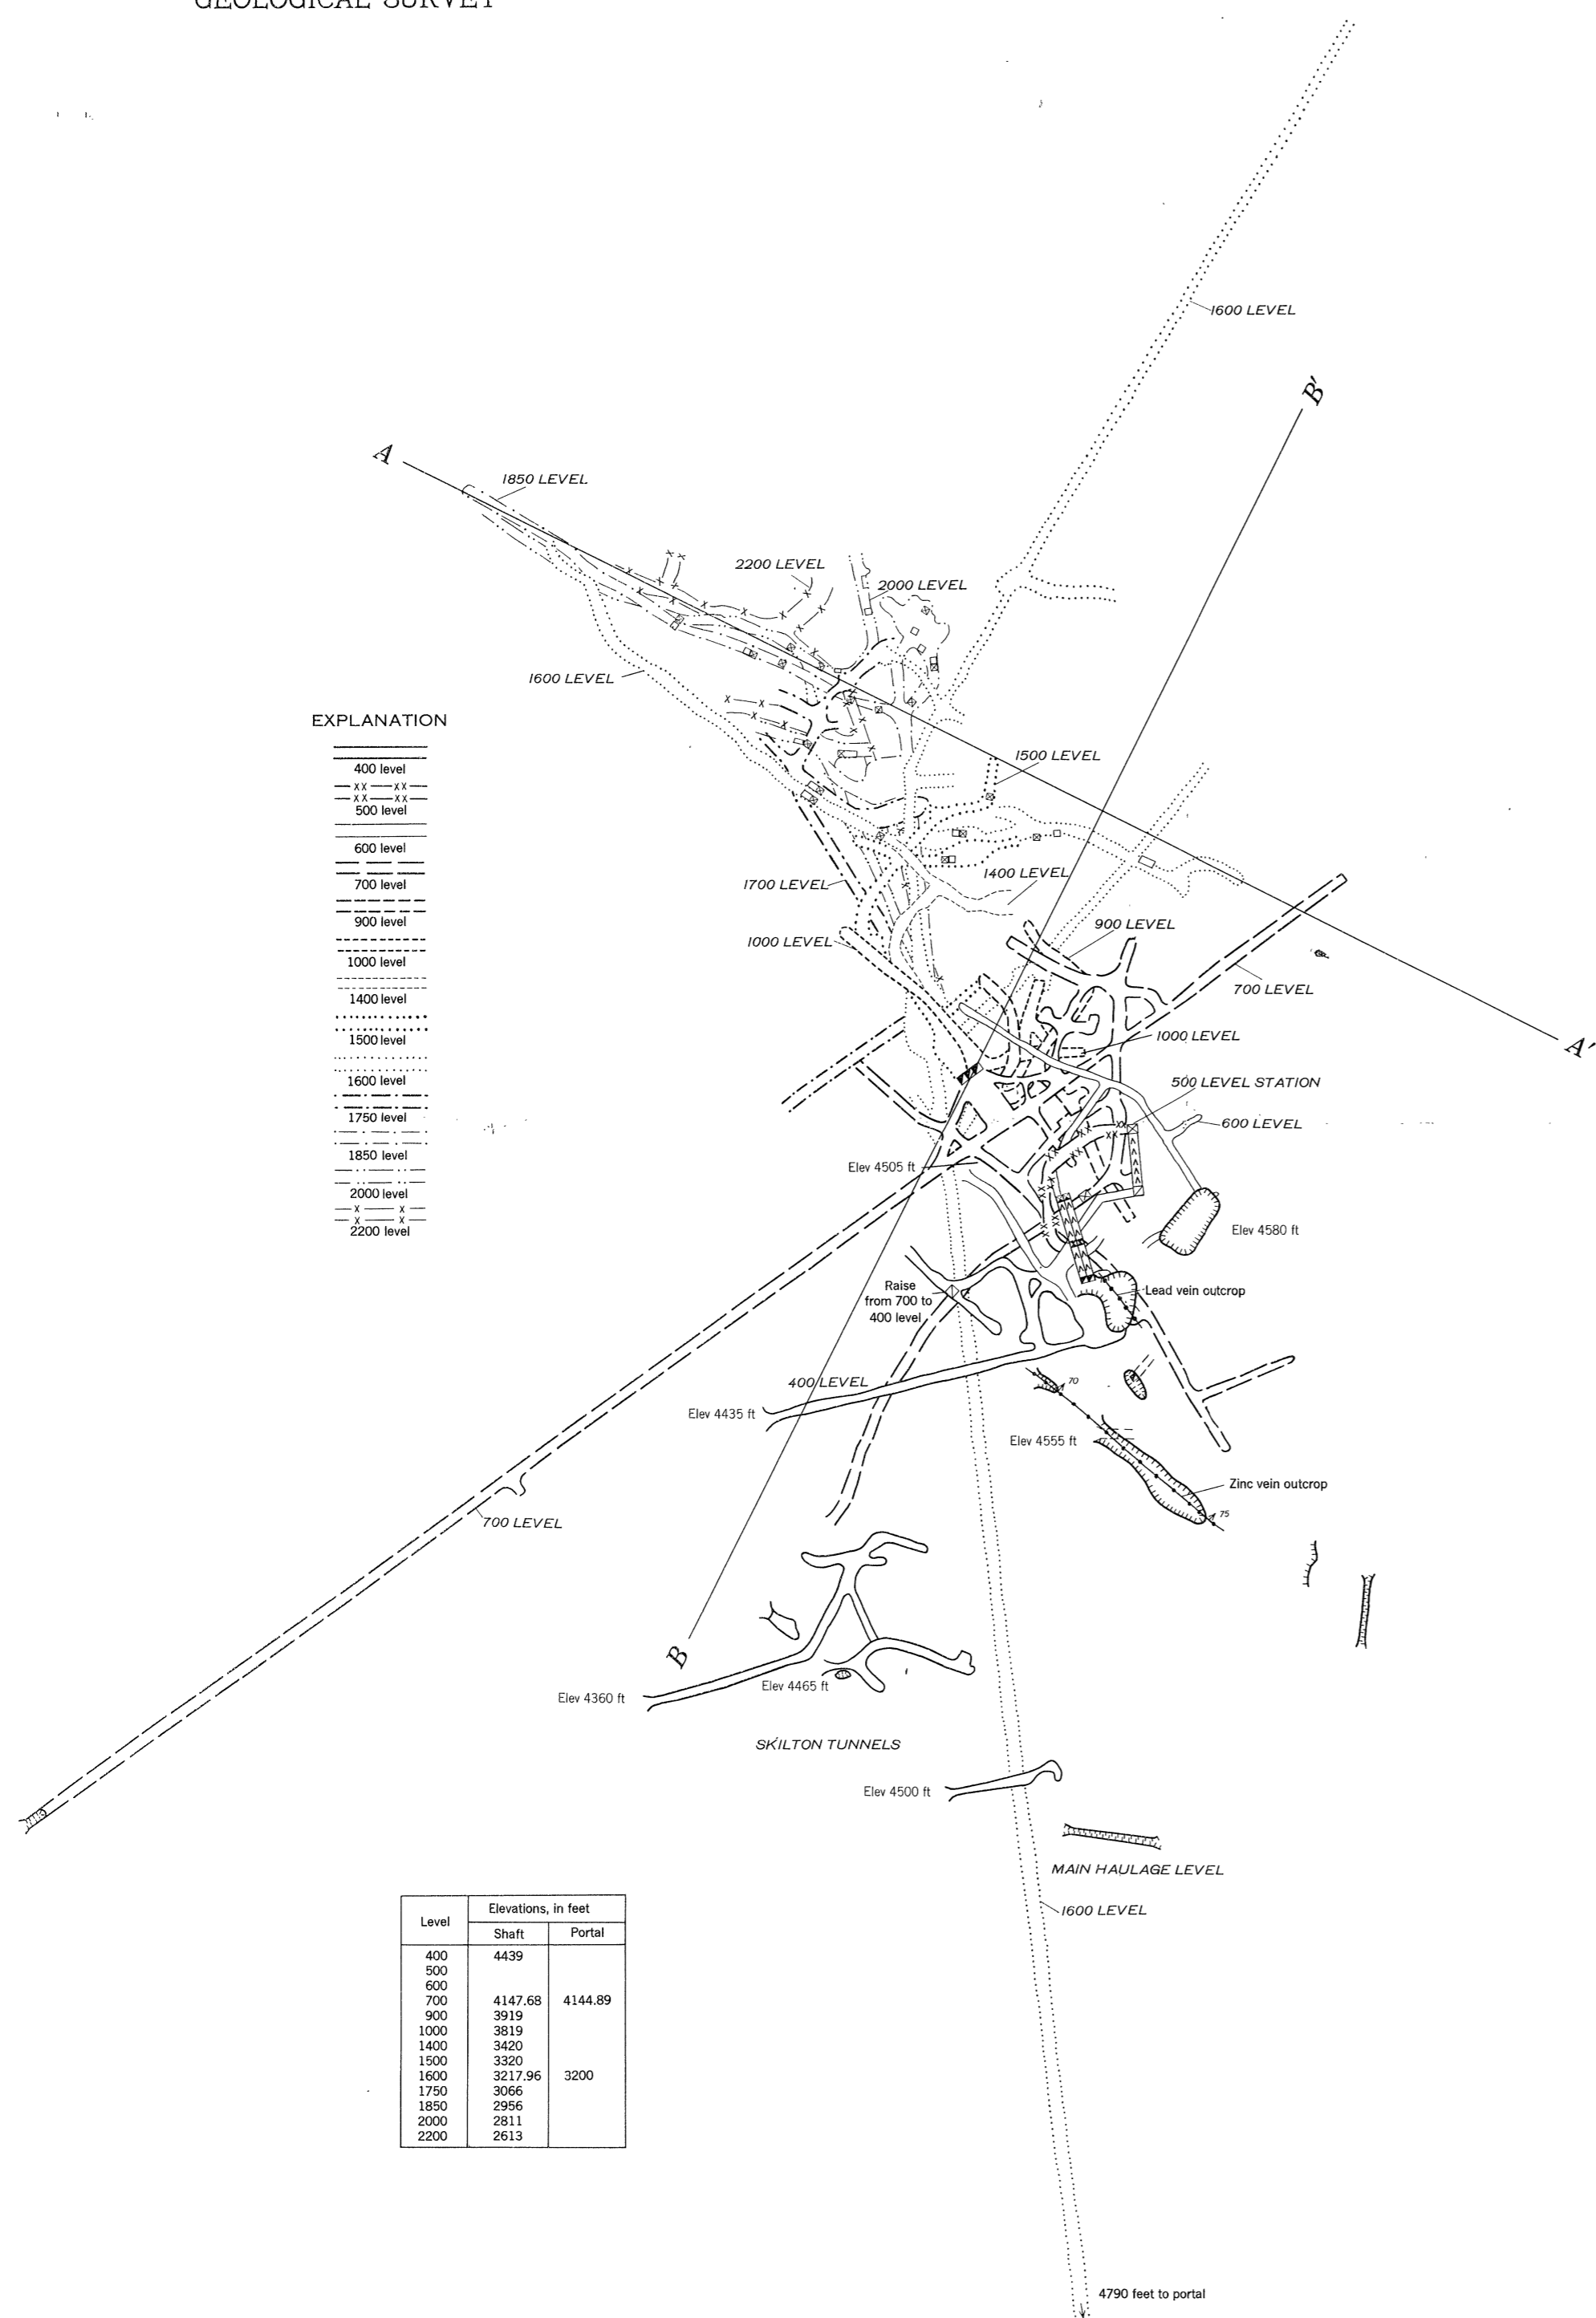 GEOLOGICAL SURVEY
1600 LEVEL
B'
A
1850 LEVEL
2200 LEVEL
2000 LEVEL
1600 LEVEL
EXPLANATION
400 level
500 level
600 level
700 level
900 level
1000 level
1400 level
1500 level
1600 level
1750 level
1850 level
2000 level
2200 level
1500 LEVEL
1400 LEVEL
1700 LEVEL
900 LEVEL
1000 LEVEL
700 LEVEL
1000 LEVEL
A'
500 LEVEL STATION
600 LEVEL
Elev 4505 ft
Elev 4580 ft
Raise
from 700 to
400 level
Lead vein outcrop
400 LEVEL
70
Elev 4435 ft
Elev 4555 ft
Zinc vein outcrop
75
700 LEVEL
B
Elev 4465 ft
Elev 4360 ft
SKILTON TUNNELS
Elev 4500 ft
MAIN HAULAGE LEVEL
1600 LEVEL
Level Elevations, in feet
Shaft Portal
400 4439
500
600
700 4147.68 4144.89
900 3919
1000 3819
1400 3420
1500 3320
1600 3217.96 3200
1750 3066
1850 2956
2000 2811
2200 2613
4790 feet to portal